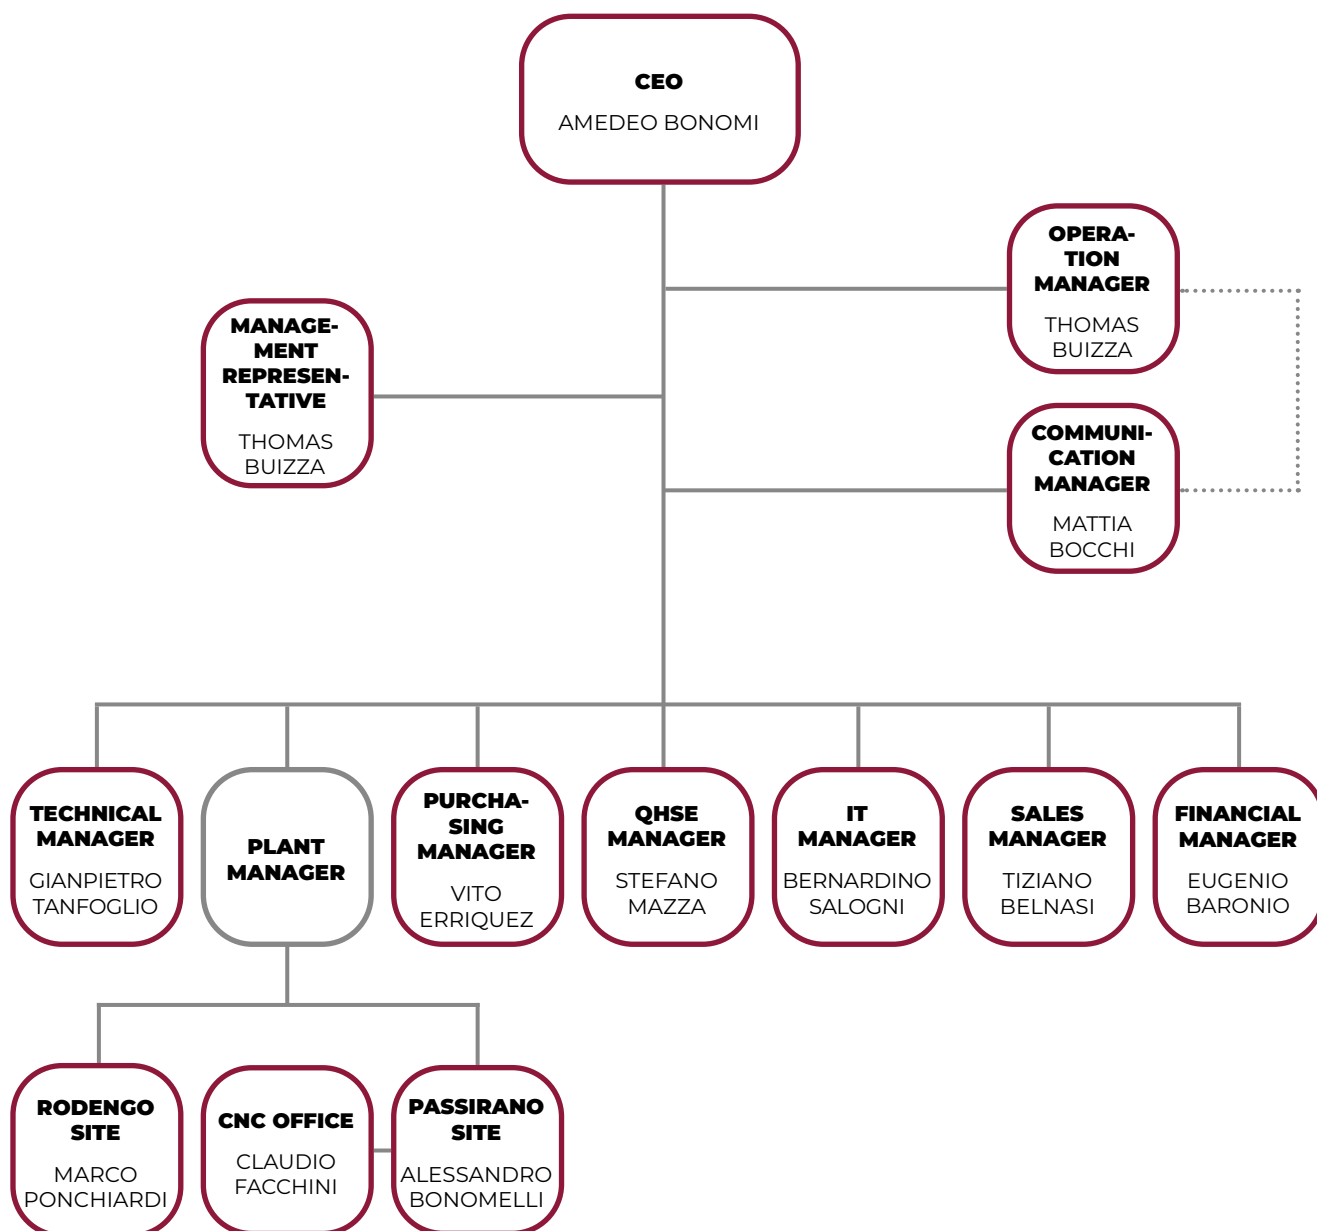 CEO
AMEDEO BONOMI
OPERA-
TION
MANAGER
THOMAS
BUIZZA
MANAGE-
MENT
REPRESEN-
TATIVE
THOMAS
BUIZZA
COMMUNI-
CATION
MANAGER
MATTIA
BOCCHI
TECHNICAL
MANAGER
GIANPIETRO
TANFOGLIO
PLANT
MANAGER
PURCHA-
SING
MANAGER
VITO
ERRIQUEZ
QHSE
MANAGER
STEFANO
MAZZA
IT
MANAGER
BERNARDINO
SALOGNI
SALES
MANAGER
TIZIANO
BELNASI
FINANCIAL
MANAGER
EUGENIO
BARONIO
RODENGO
SITE
MARCO
PONCHIARDI
CNC OFFICE
CLAUDIO
FACCHINI
PASSIRANO
SITE
ALESSANDRO
BONOMELLI